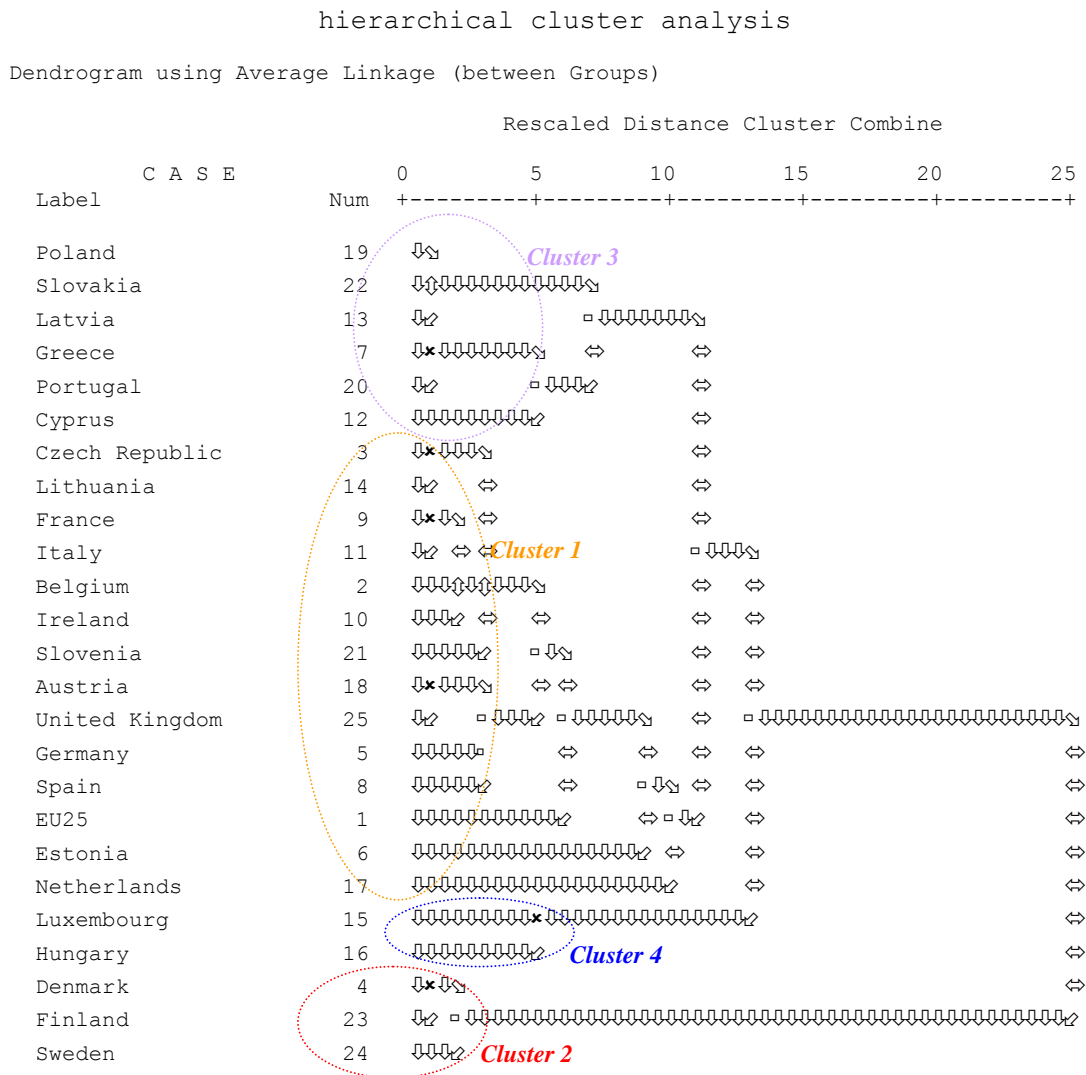 hierarchical cluster analysis
Dendrogram using Average Linkage (between Groups)
Rescaled Distance Cluster Combine
C A S E 0 5 10 15 20 25
Label Num +---------+---------+---------+---------+---------+
Poland 19 ⇩⬂ Cluster 3
Slovakia 22 ⇩⇕⇩⇩⇩⇩⇩⇩⇩⇩⇩⇩⇩⬂
Latvia 13 ⇩⬃ ▫ ⇩⇩⇩⇩⇩⇩⇩⬂
Greece 7 ⇩×⇩⇩⇩⇩⇩⇩⇩⬂ ⇔ ⇔
Portugal 20 ⇩⬃ ▫ ⇩⇩⇩⬃ ⇔
Cyprus 12 ⇩⇩⇩⇩⇩⇩⇩⇩⇩⬃ ⇔
Czech Republic 3 ⇩×⇩⇩⇩⬂ ⇔
Lithuania 14 ⇩⬃ ⇔ ⇔
France 9 ⇩×⇩⬂ ⇔ ⇔
Italy 11 ⇩⬃ ⇔ ⇔ Cluster 1 ▫ ⇩⇩⇩⬂
Belgium 2 ⇩⇩⇩⇧⇩⇧⇩⇩⇩⬂ ⇔ ⇔
Ireland 10 ⇩⇩⇩⬃ ⇔ ⇔ ⇔ ⇔
Slovenia 21 ⇩⇩⇩⇩⇩⬃ ▫ ⇩⬂ ⇔ ⇔
Austria 18 ⇩×⇩⇩⇩⬂ ⇔ ⇔ ⇔ ⇔
United Kingdom 25 ⇩⬃ ▫ ⇩⇩⇩⬃ ▫ ⇩⇩⇩⇩⇩⬂ ⇔ ▫ ⇩⇩⇩⇩⇩⇩⇩⇩⇩⇩⇩⇩⇩⇩⇩⇩⇩⇩⇩⇩⇩⇩⇩⬂
Germany 5 ⇩⇩⇩⇩⇩▫ ⇔ ⇔ ⇔ ⇔ ⇔
Spain 8 ⇩⇩⇩⇩⇩⬃ ⇔ ▫ ⇩⬂ ⇔ ⇔ ⇔
EU25 1 ⇩⇩⇩⇩⇩⇩⇩⇩⇩⇩⇩⬃ ⇔ ▫ ⇩⬃ ⇔ ⇔
Estonia 6 ⇩⇩⇩⇩⇩⇩⇩⇩⇩⇩⇩⇩⇩⇩⇩⇩⇩⬃ ⇔ ⇔ ⇔
Netherlands 17 ⇩⇩⇩⇩⇩⇩⇩⇩⇩⇩⇩⇩⇩⇩⇩⇩⇩⇩⇩⬃ ⇔ ⇔
Luxembourg 15 ⇩⇩⇩⇩⇩⇩⇩⇩⇩×⇩⇩⇩⇩⇩⇩⇩⇩⇩⇩⇩⇩⇩⇩⇩⬃ ⇔
Hungary 16 ⇩⇩⇩⇩⇩⇩⇩⇩⇩⬃ Cluster 4 ⇔
Denmark 4 ⇩×⇩⬂ ⇔
Finland 23 ⇩⬃ ▫ ⇩⇩⇩⇩⇩⇩⇩⇩⇩⇩⇩⇩⇩⇩⇩⇩⇩⇩⇩⇩⇩⇩⇩⇩⇩⇩⇩⇩⇩⇩⇩⇩⇩⇩⇩⇩⇩⇩⇩⇩⇩⇩⇩⇩⇩⬃
Sweden 24 ⇩⇩⇩⬃ Cluster 2